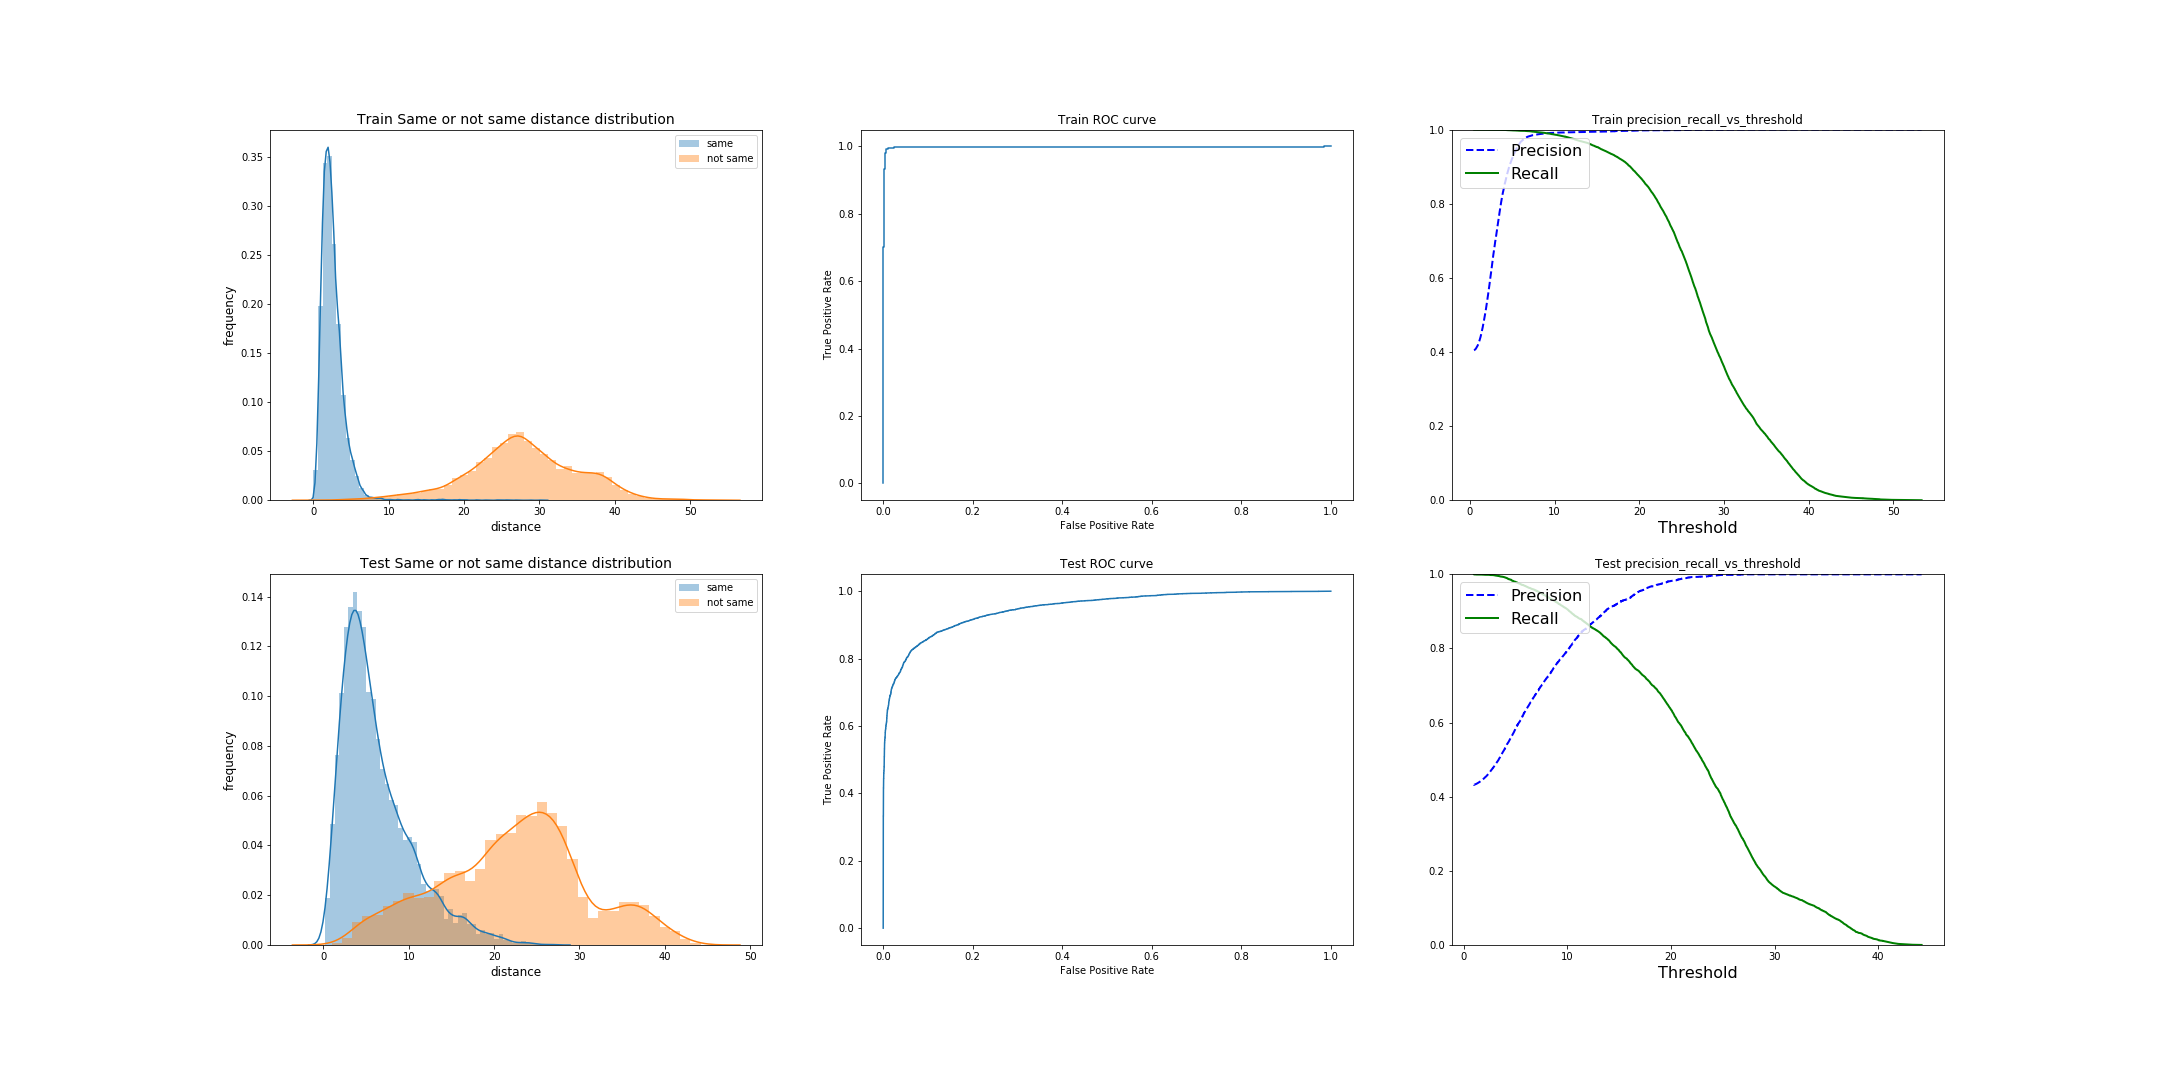 Train Same or not same distance distribution
same
not same
frequency
0.35
0.30
0.25
0.20
0.15
0.10
0.05
0.00
0 10 20 30 40 50
distance
Train ROC curve
True Positive Rate
1.0
0.8
0.6
0.4
0.2
0.0
0.0 0.2 0.4 0.6 0.8 1.0
False Positive Rate
Train precision_recall_vs_threshold
Precision
Recall
1.0
0.8
0.6
0.4
0.2
0.0
0 10 20 30 40 50
Threshold
Test Same or not same distance distribution
same
not same
frequency
0.14
0.12
0.10
0.08
0.06
0.04
0.02
0.00
0 10 20 30 40 50
distance
Test ROC curve
True Positive Rate
1.0
0.8
0.6
0.4
0.2
0.0
0.0 0.2 0.4 0.6 0.8 1.0
False Positive Rate
Test precision_recall_vs_threshold
Precision
Recall
1.0
0.8
0.6
0.4
0.2
0.0
0 10 20 30 40
Threshold